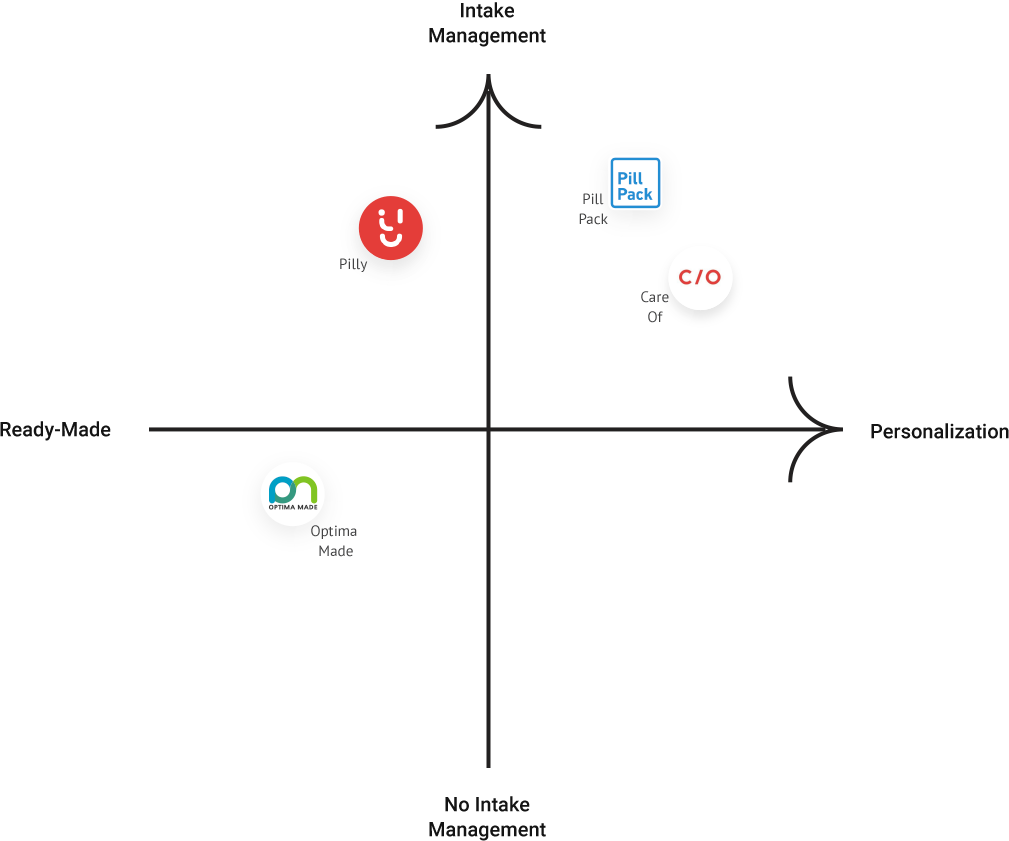 Intake
Management
Pill
Pack
Pill
Pack
Pilly
C/O
Care
Of
Ready-Made
Personalization
OPTIMA MADE
Optima
Made
No Intake
Management